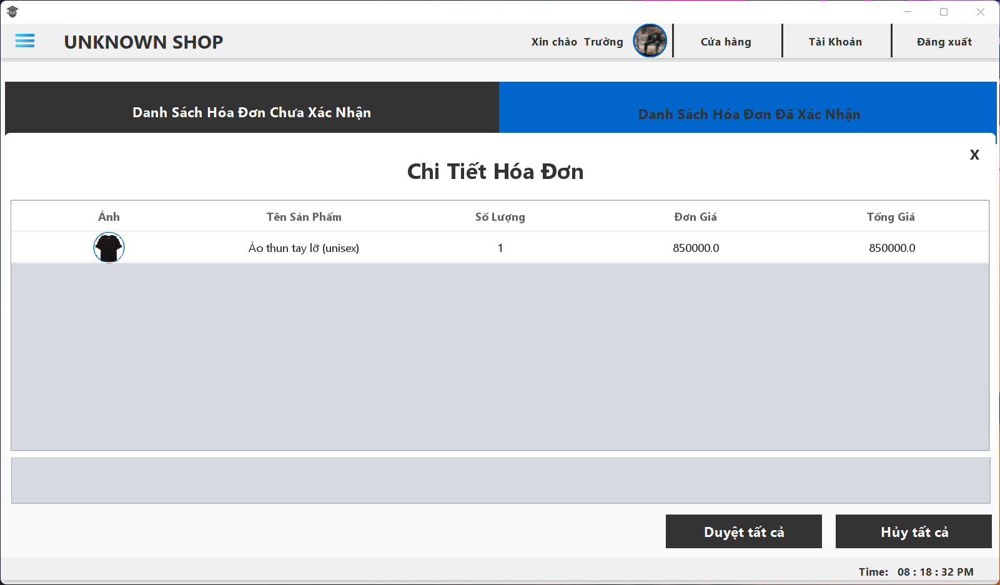 UNKNOWN SHOP
Xin chào Trường
Cửa hàng
Tài Khoản
Đăng xuất
Danh Sách Hóa Đơn Chưa Xác Nhận
Danh Sách Hóa Đơn Đã Xác Nhận
X
Chi Tiết Hóa Đơn
Ảnh Tên Sản Phẩm Số Lượng Đơn Giá Tổng Giá
Áo thun tay lỡ (unisex) 1 850000.0 850000.0
Duyệt tất cả
Hủy tất cả
Time: 08 : 18 : 32 PM